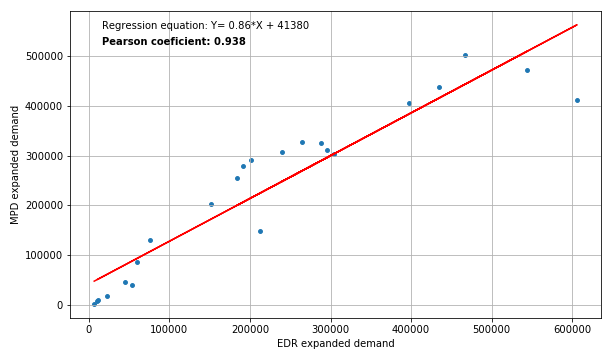 Regression equation: Y= 0.86*X + 41380
Pearson coeficient: 0.938
500000
400000
300000
200000
100000
0
MPD expanded demand
0 100000 200000 300000 400000 500000 600000
EDR expanded demand